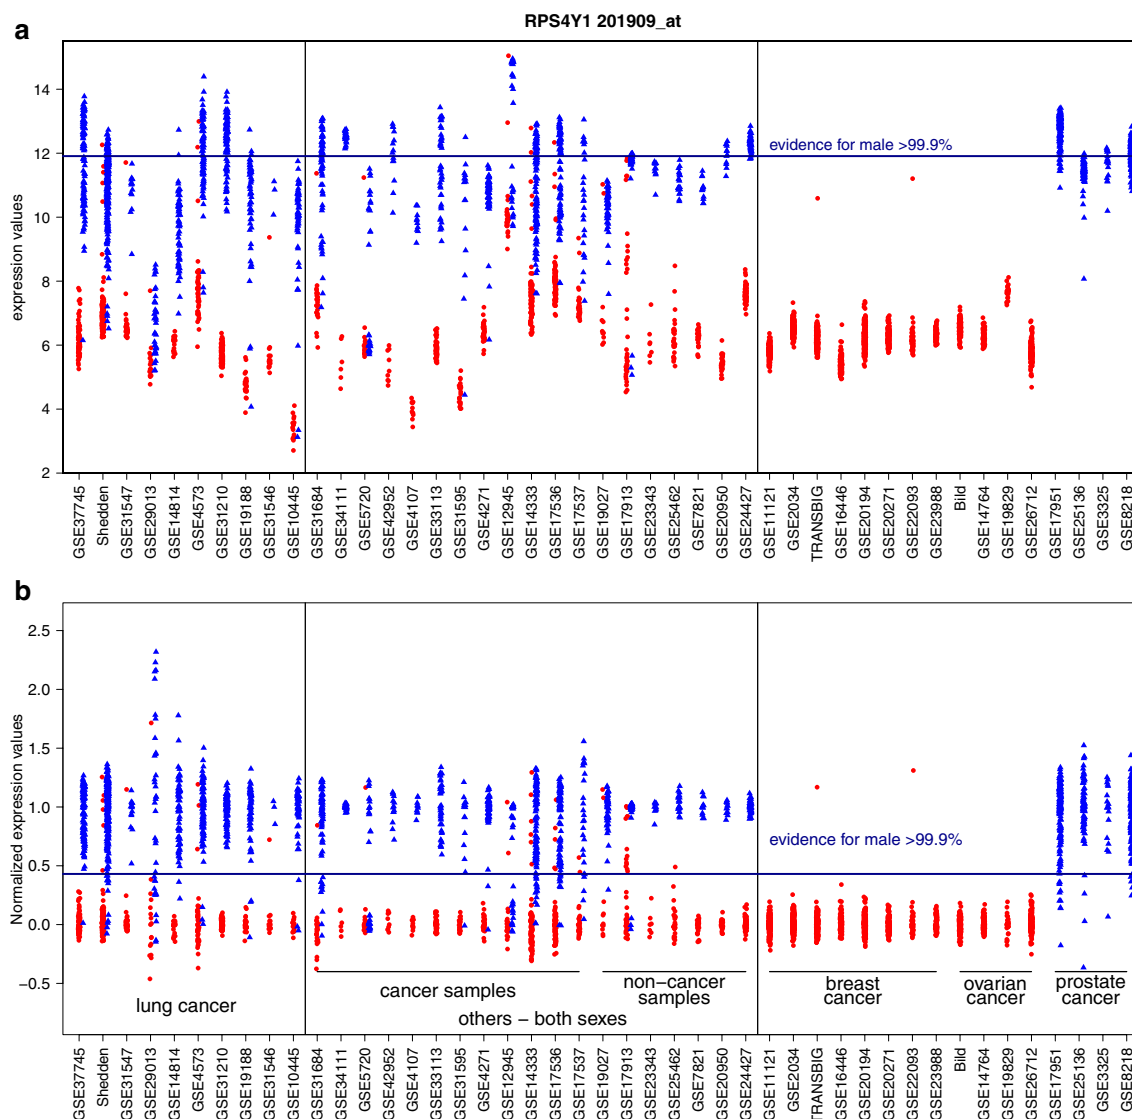 RPS4Y1 201909_at
a
expression values
14
12
10
8
6
4
2
evidence for male >99.9%
GSE37745
Shedden
GSE31547
GSE29013
GSE14814
GSE4573
GSE31210
GSE19188
GSE31546
GSE10445
GSE31684
GSE34111
GSE5720
GSE42952
GSE4107
GSE33113
GSE31595
GSE4271
GSE12945
GSE14333
GSE17536
GSE17537
GSE19027
GSE17913
GSE23343
GSE25462
GSE7821
GSE20950
GSE24427
GSE11121
GSE2034
TRANSBIG
GSE16446
GSE20194
GSE20271
GSE22093
GSE23988
Bild
GSE14764
GSE19829
GSE26712
GSE17951
GSE25136
GSE3325
GSE8218
b
Normalized expression values
2.5
2.0
1.5
1.0
0.5
0.0
−0.5
evidence for male >99.9%
lung cancer
cancer samples
non−cancer
samples
others − both sexes
breast
cancer
ovarian
cancer
prostate
cancer
GSE37745
Shedden
GSE31547
GSE29013
GSE14814
GSE4573
GSE31210
GSE19188
GSE31546
GSE10445
GSE31684
GSE34111
GSE5720
GSE42952
GSE4107
GSE33113
GSE31595
GSE4271
GSE12945
GSE14333
GSE17536
GSE17537
GSE19027
GSE17913
GSE23343
GSE25462
GSE7821
GSE20950
GSE24427
GSE11121
GSE2034
TRANSBIG
GSE16446
GSE20194
GSE20271
GSE22093
GSE23988
Bild
GSE14764
GSE19829
GSE26712
GSE17951
GSE25136
GSE3325
GSE8218